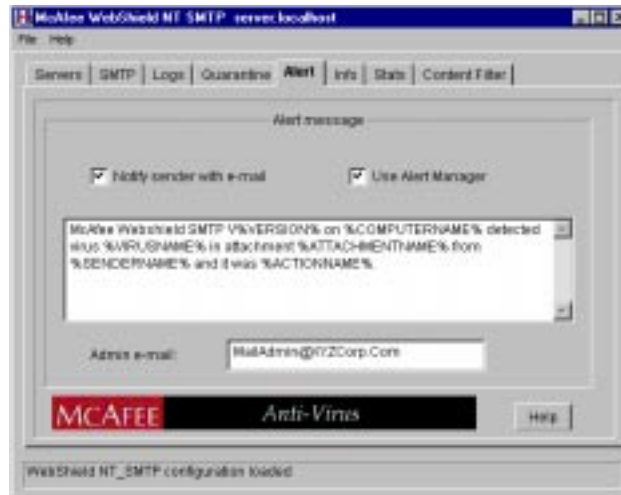 McAfee WebShield NT SMTP server.localhost
File Help
Servers SMTP Logs Quarantine Alert Info Stats Content Filter
Alert message
Notify sender with e-mail Use Alert Manager
McAfee Webshield SMTP V%VERSION% on %COMPUTERNAME% detected
virus %VIRUSNAME% in attachment %ATTACHMENTNAME% from
%SENDERNAME% and it was %ACTIONNAME%.
Admin e-mail: MailAdmin@XYZCorp.Com
MCAFEE Anti-Virus Help
WebShield NT_SMTP configuration loaded